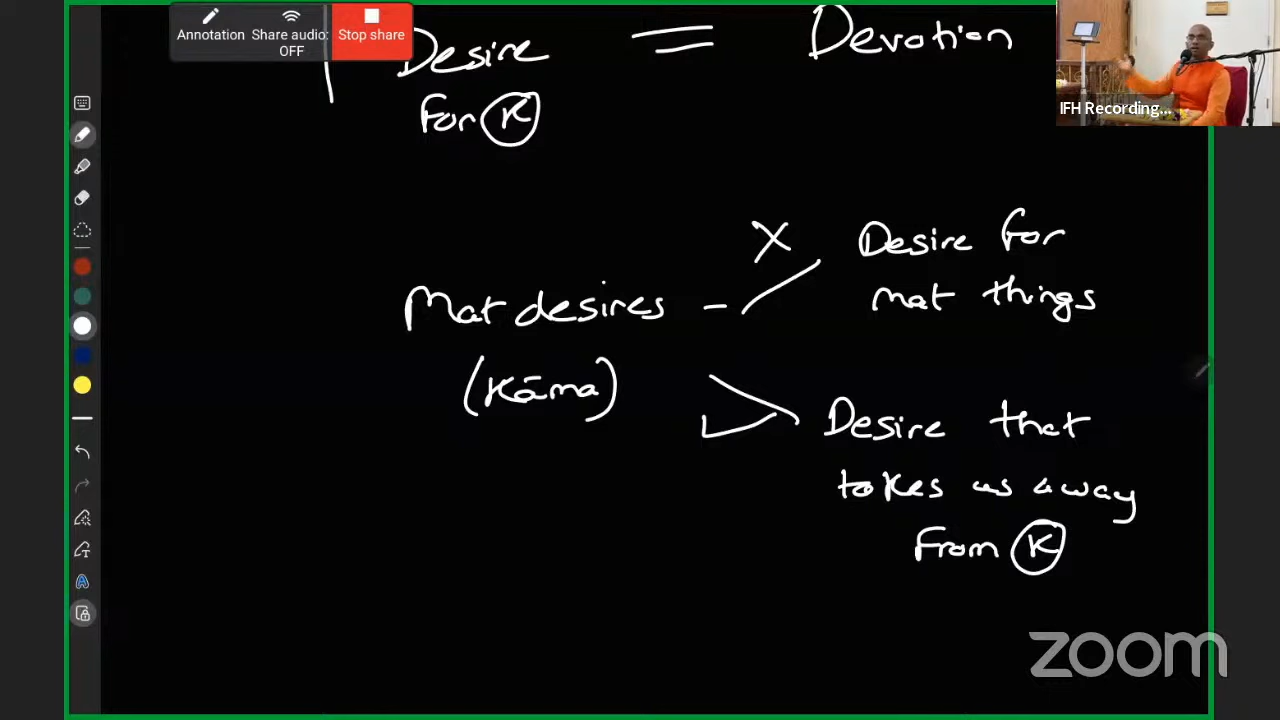 Annotation
Share audio:
OFF
Stop share
Desire = Devotion
For K
IFH Recording...
X
Desire for
mat things
Mat desires -
(Kāma)
Desire that
takes us away
From K
zoom